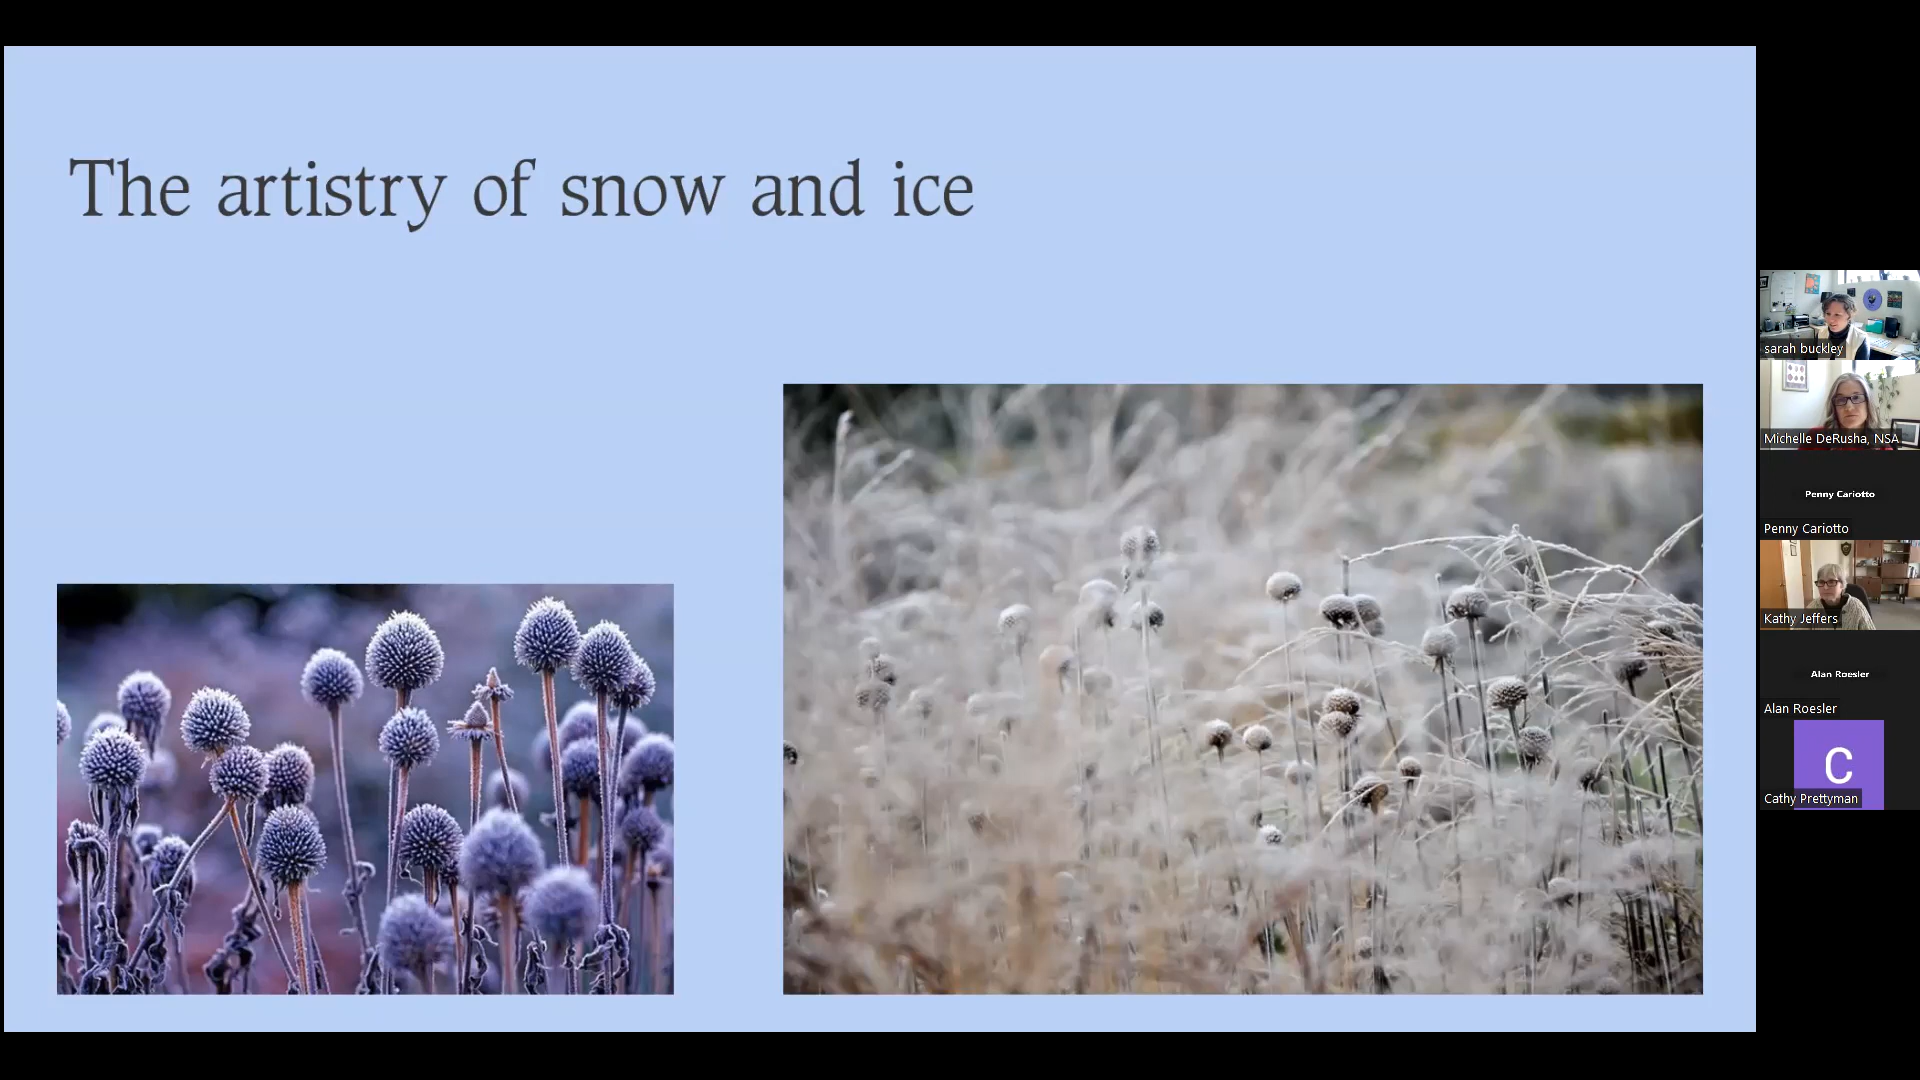 The artistry of snow and ice
sarah buckley
Michelle DeRusha, NSA
Penny Cariotto
Penny Cariotto
Kathy Jeffers
Alan Roesler
Alan Roesler
C
Cathy Prettyman